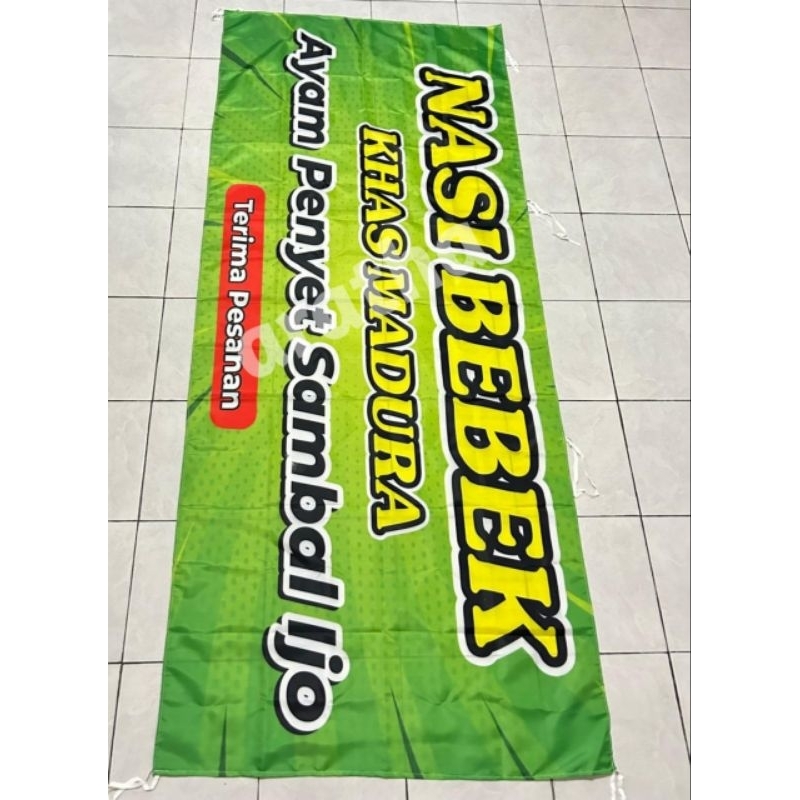 NASI BEBEK
KHAS MADURA
Ayam Penyet Sambal Ijo
Terima Pesanan